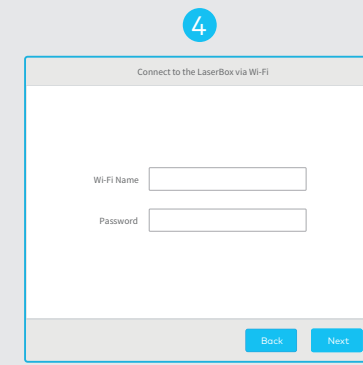 4
Connect to the LaserBox via Wi-Fi
Wi-Fi Name
Password
Back Next